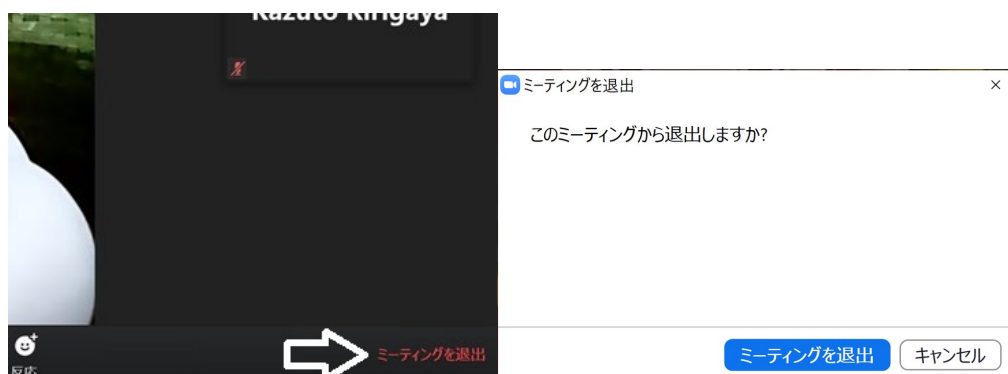 Kazuto Kirigaya
反応
ミーティングを退出
ミーティングを退出
このミーティングから退出しますか?
ミーティングを退出
キャンセル